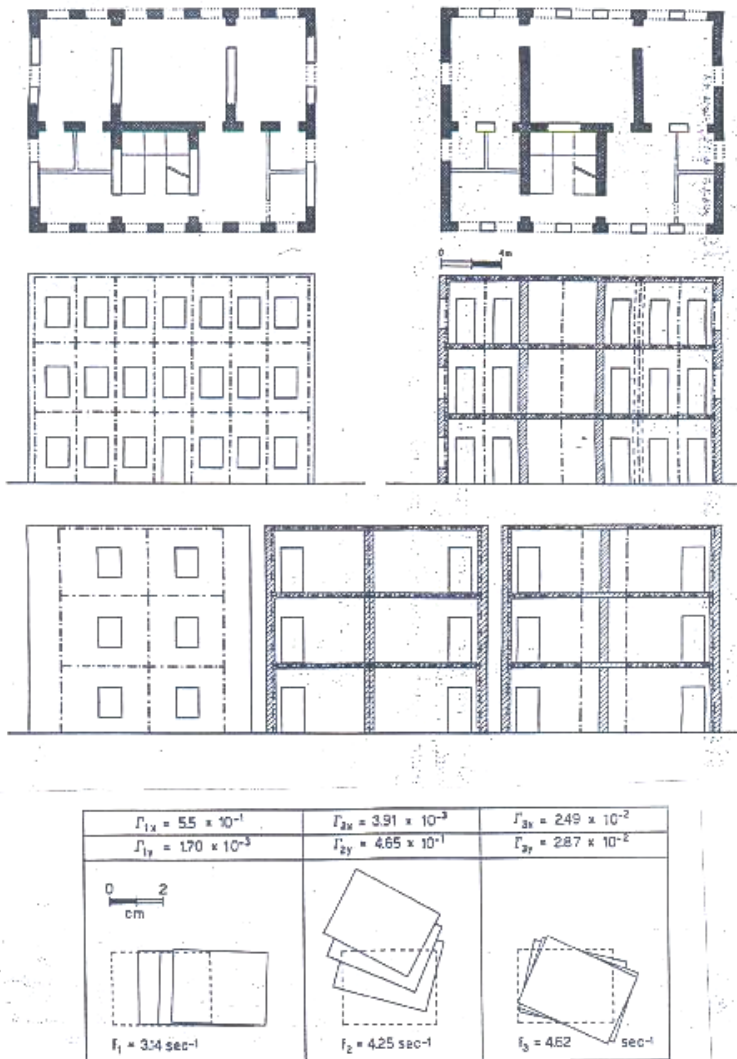 0 4m
Γ1x = 5.5 x 10⁻¹
Γ2x = 3.91 x 10⁻³
Γ3x = 2.49 x 10⁻²
Γ1y = 1.70 x 10⁻³
Γ2y = 4.65 x 10⁻¹
Γ3y = 2.87 x 10⁻²
0 2
cm
F1 = 3.14 sec⁻¹
F2 = 4.25 sec⁻¹
F3 = 4.62 sec⁻¹